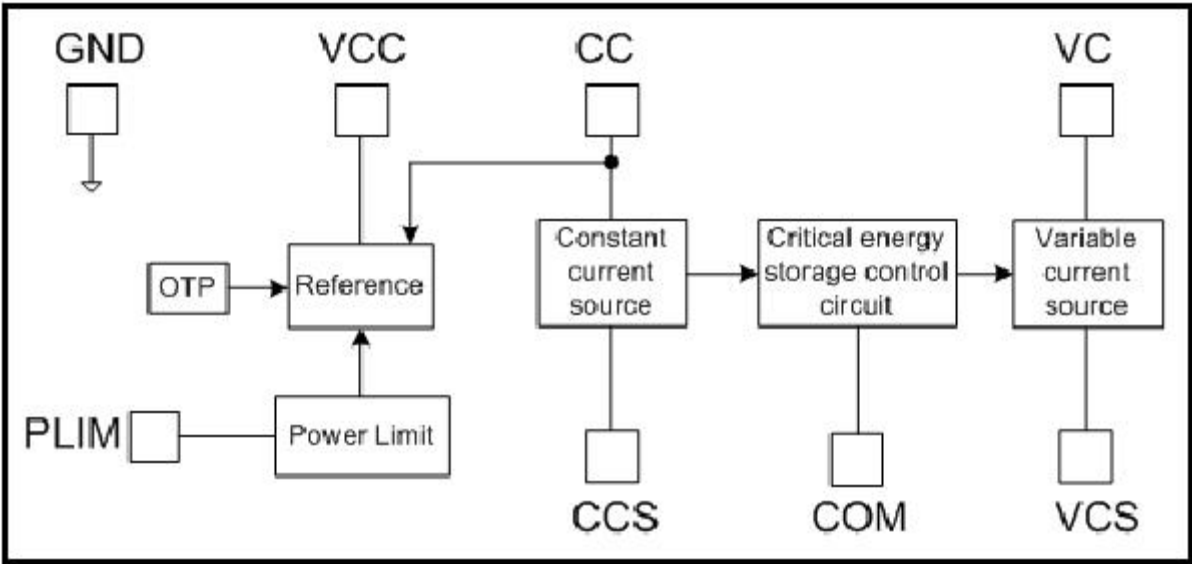 GND
VCC
CC
VC
Constant
current
source
Critical energy
storage control
circuit
Variable
current
source
OTP
Reference
PLIM
Power Limit
CCS
COM
VCS